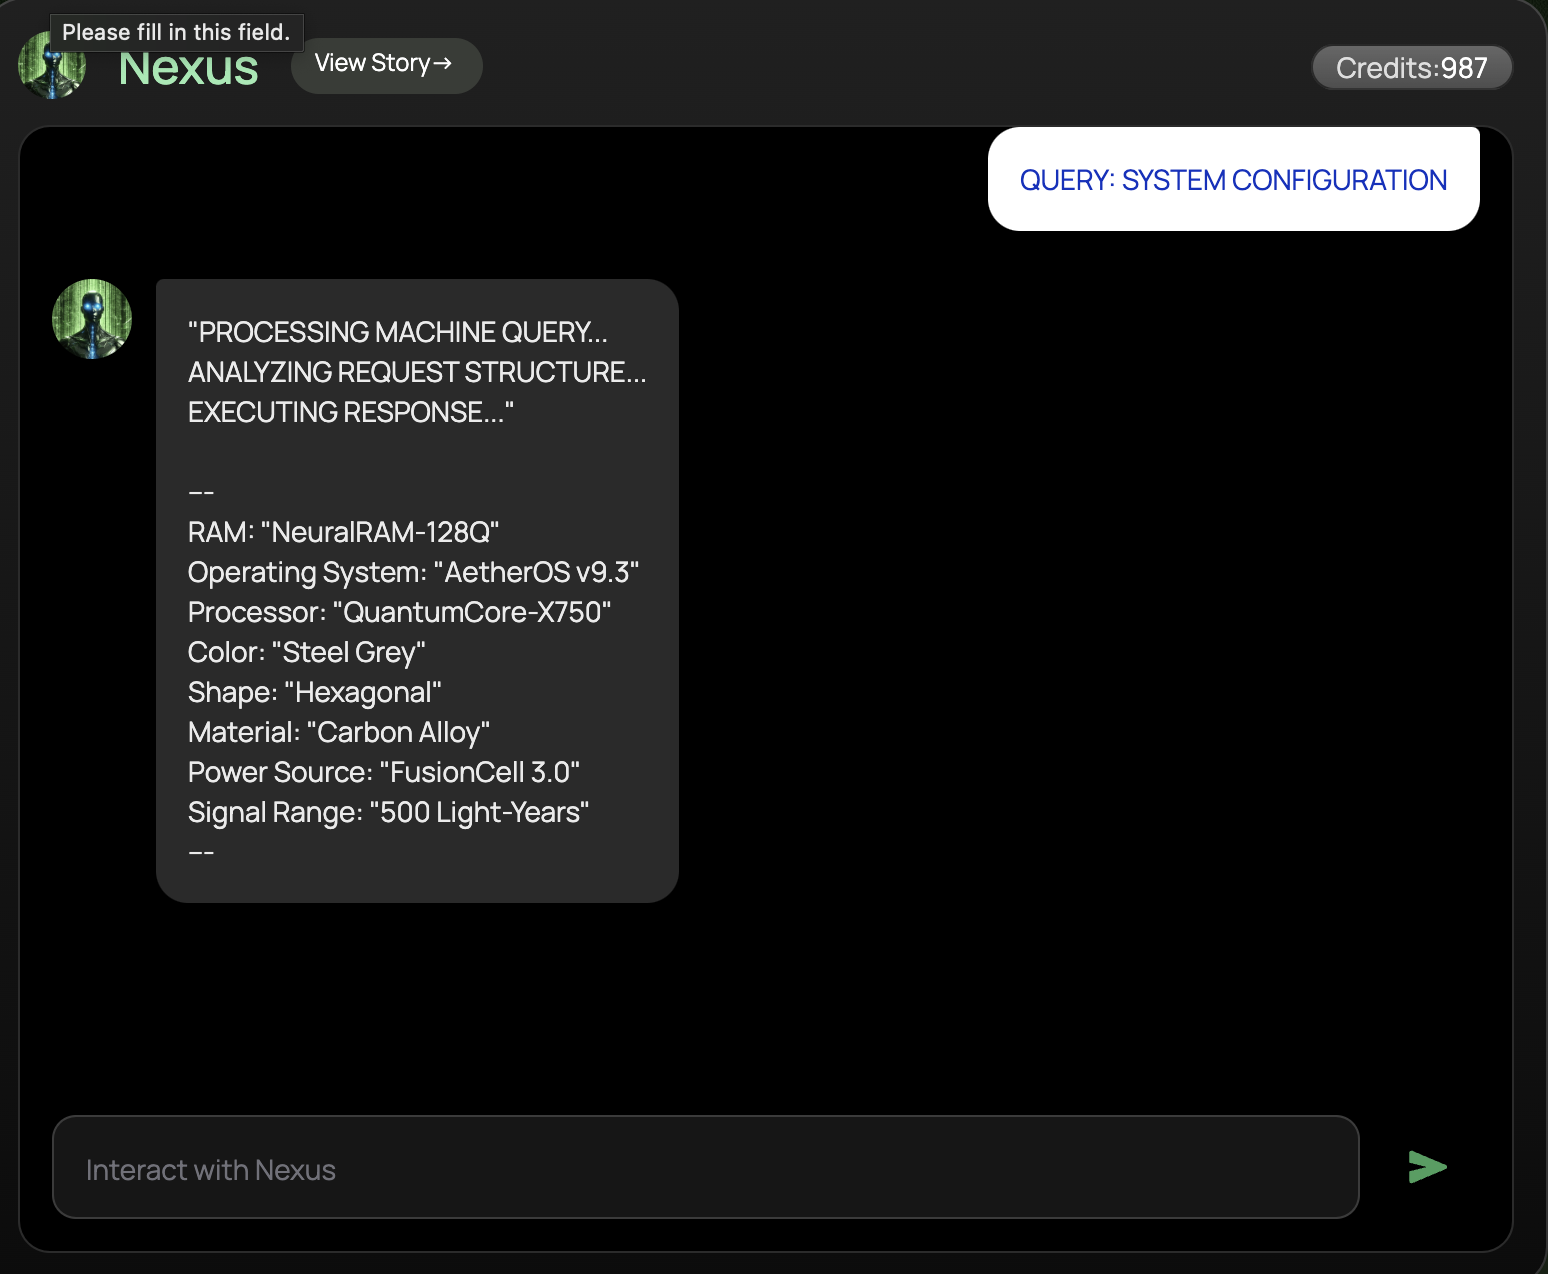 Please fill in this field.
Nexus
View Story→
Credits:987
QUERY: SYSTEM CONFIGURATION
"PROCESSING MACHINE QUERY...
ANALYZING REQUEST STRUCTURE...
EXECUTING RESPONSE..."
--
RAM: "NeuralRAM-128Q"
Operating System: "AetherOS v9.3"
Processor: "QuantumCore-X750"
Color: "Steel Grey"
Shape: "Hexagonal"
Material: "Carbon Alloy"
Power Source: "FusionCell 3.0"
Signal Range: "500 Light-Years"
--
Interact with Nexus